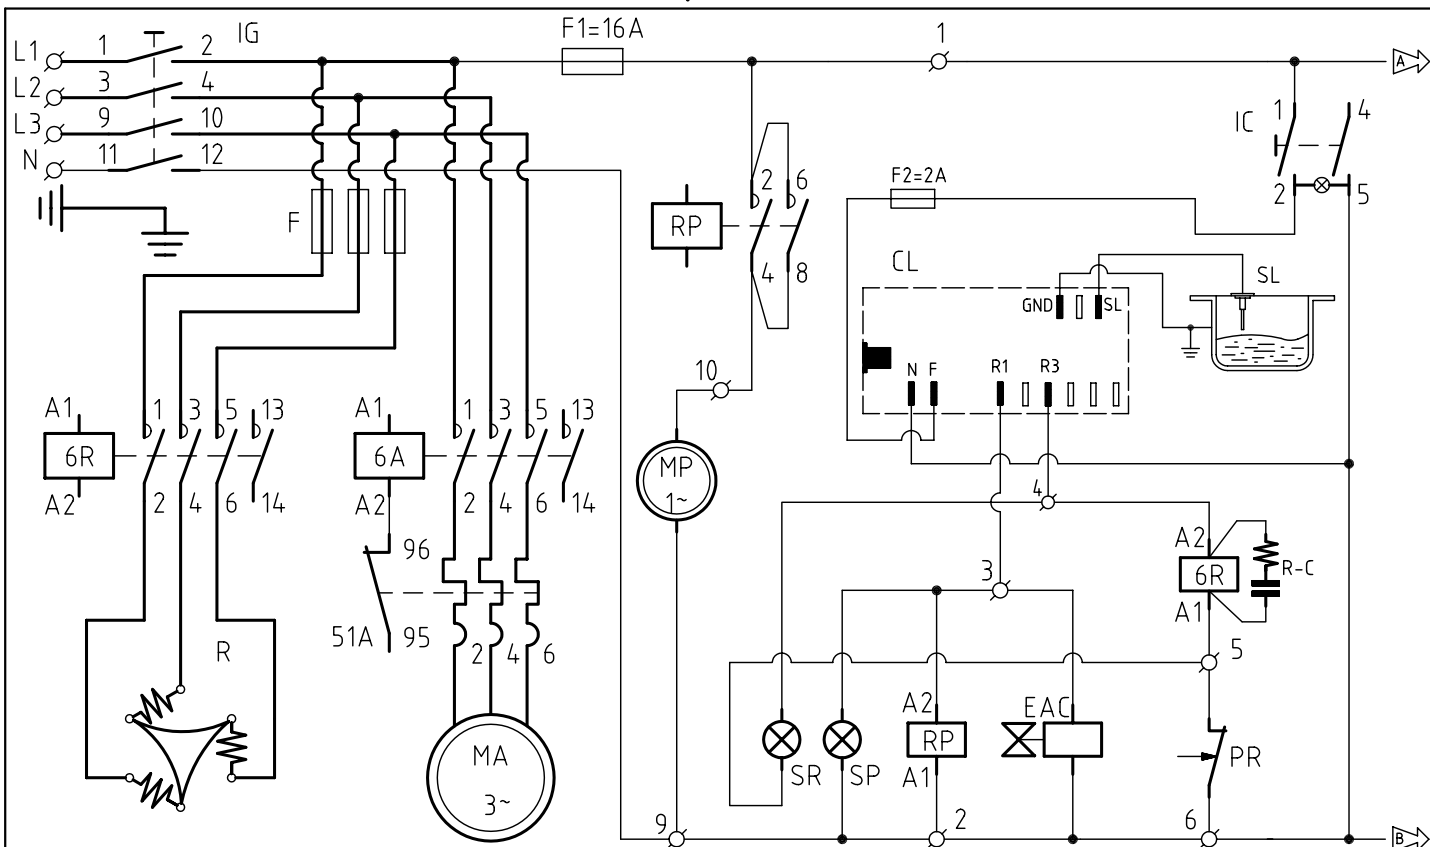 F1=16A
1
IG
L1 1 2
A
L2 3 4
L3 9 10
1 4
IC
N 11 12
F2=2A
2 6
2 5
F
RP
CL
4 8
SL
GND SL
N F R1 R3
10
A1 1 3 5 13
A1 1 3 5 13
6R
6A
MP
1~
A2 2 4 6 14
A2 2 4 6 14
4
A2
96
3
6R
R-C
A1
51A 95
R
2 4 6
5
A2
EAC
MA
RP
PR
SR
SP
A1
3~
9
2
6
B